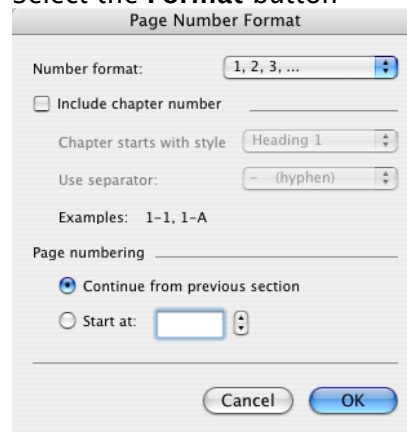 Select the Format button
Page Number Format
Number format: 1, 2, 3, ...
Include chapter number
Chapter starts with style Heading 1
Use separator: - (hyphen)
Examples: 1-1, 1-A
Page numbering
Continue from previous section
Start at:
Cancel OK